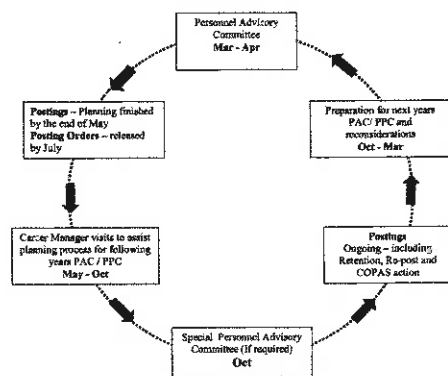 Personnel Advisory
Committee
Mar - Apr
Postings – Planning finished
by the end of May
Posting Orders – released
by July
Preparation for next years
PAC/ PPC and
reconsiderations
Oct - Mar
Career Manager visits to assist
planning process for following
years PAC / PPC
May - Oct
Postings
Ongoing – including
Retention, Re-post and
COPAS action
Special Personnel Advisory
Committee (If required)
Oct